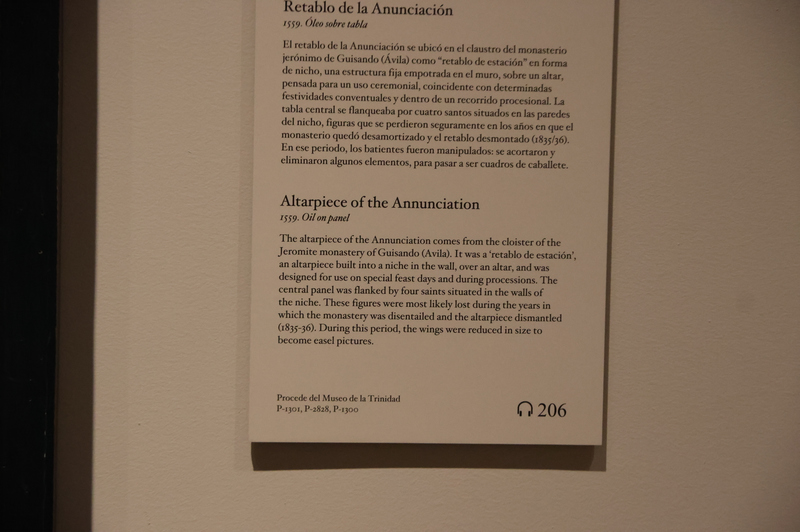 Retablo de la Anunciación
1559. Óleo sobre tabla
El retablo de la Anunciación se ubicó en el claustro del monasterio
jerónimo de Guisando (Ávila) como “retablo de estación” en forma
de nicho, una estructura fija empotrada en el muro, sobre un altar,
pensada para un uso ceremonial, coincidente con determinadas
festividades conventuales y dentro de un recorrido procesional. La
tabla central se flanqueaba por cuatro santos situados en las paredes
del nicho, figuras que se perdieron seguramente en los años en que el
monasterio quedó desamortizado y el retablo desmontado (1835/36).
En ese periodo, los batientes fueron manipulados: se acortaron y
eliminaron algunos elementos, para pasar a ser cuadros de caballete.
Altarpiece of the Annunciation
1559. Oil on panel
The altarpiece of the Annunciation comes from the cloister of the
Jeromite monastery of Guisando (Avila). It was a ‘retablo de estación’,
an altarpiece built into a niche in the wall, over an altar, and was
designed for use on special feast days and during processions. The
central panel was flanked by four saints situated in the walls of
the niche. These figures were most likely lost during the years in
which the monastery was disentailed and the altarpiece dismantled
(1835-36). During this period, the wings were reduced in size to
become easel pictures.
Procede del Museo de la Trinidad
P-1301, P-2828, P-1300
206